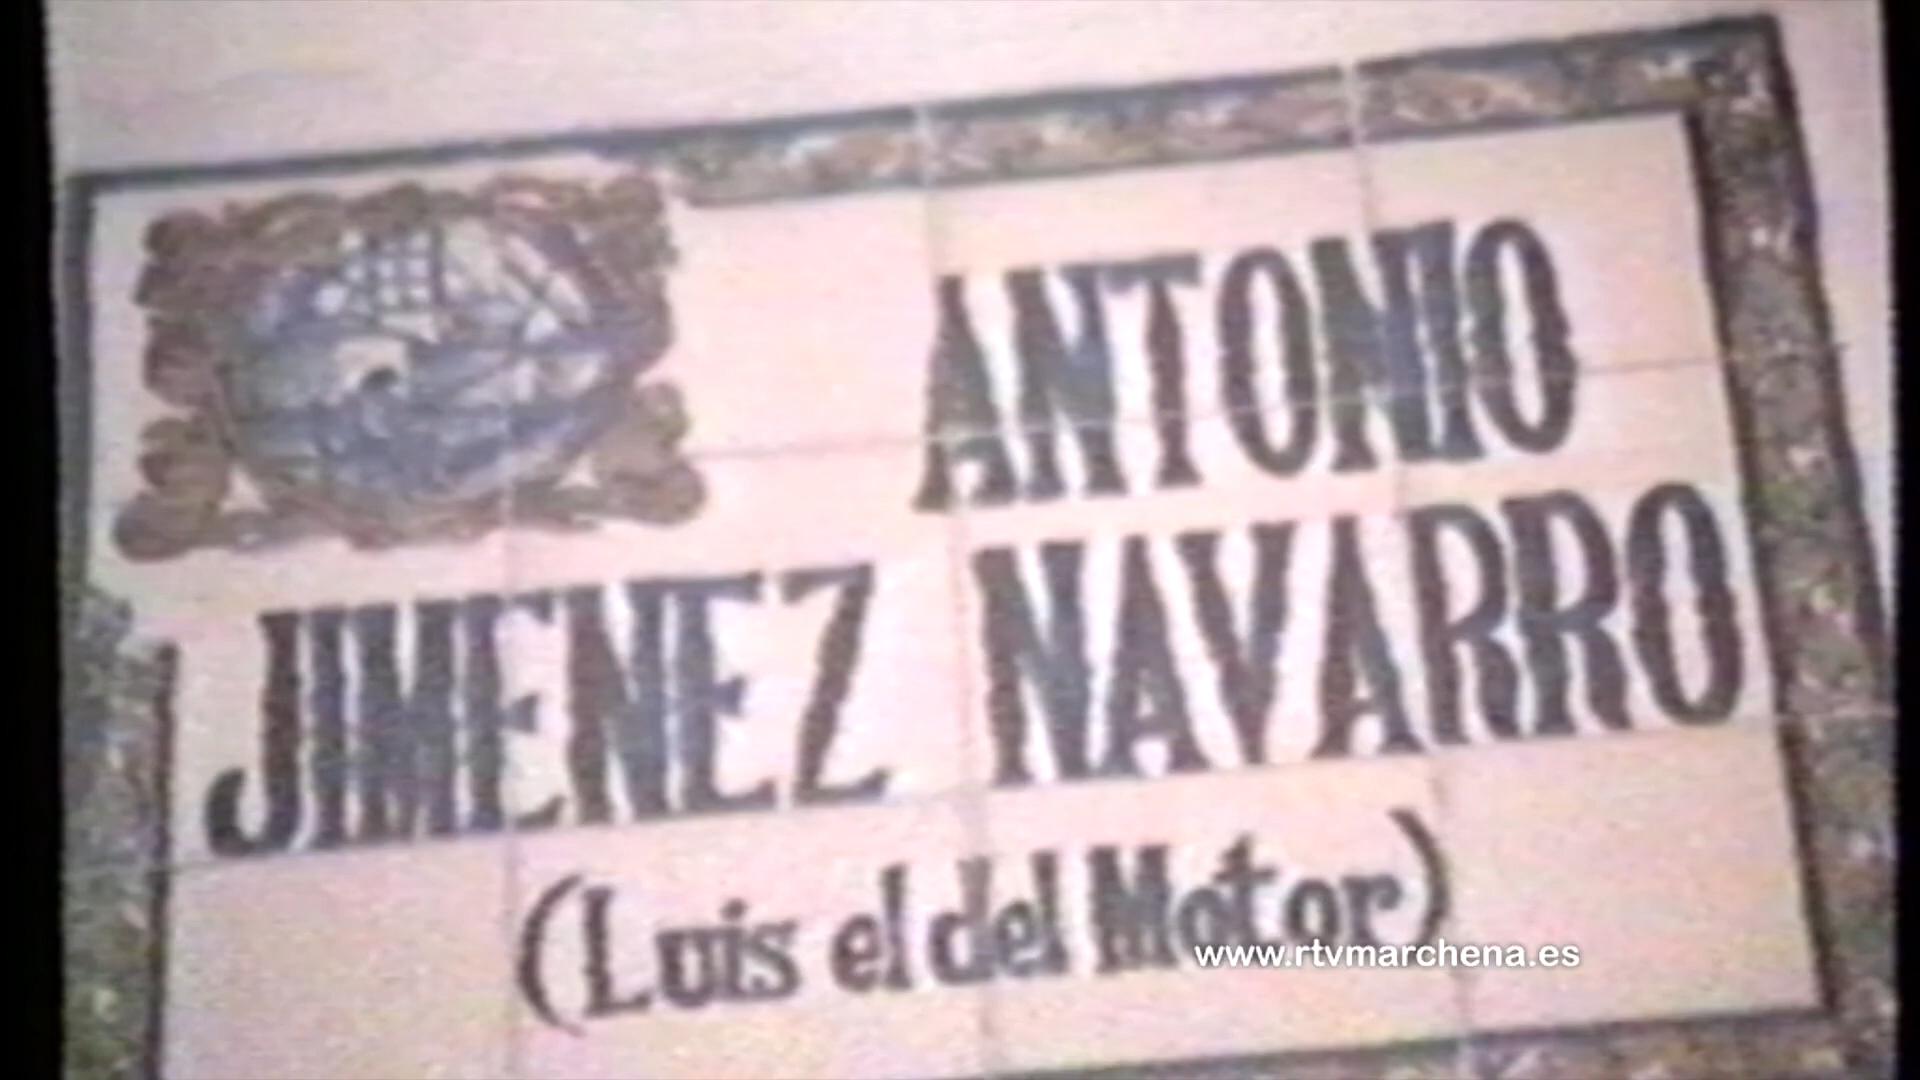 ANTONIO
JIMENEZ NAVARRO
(Luis el del Motor)
www.rtvmarchena.es